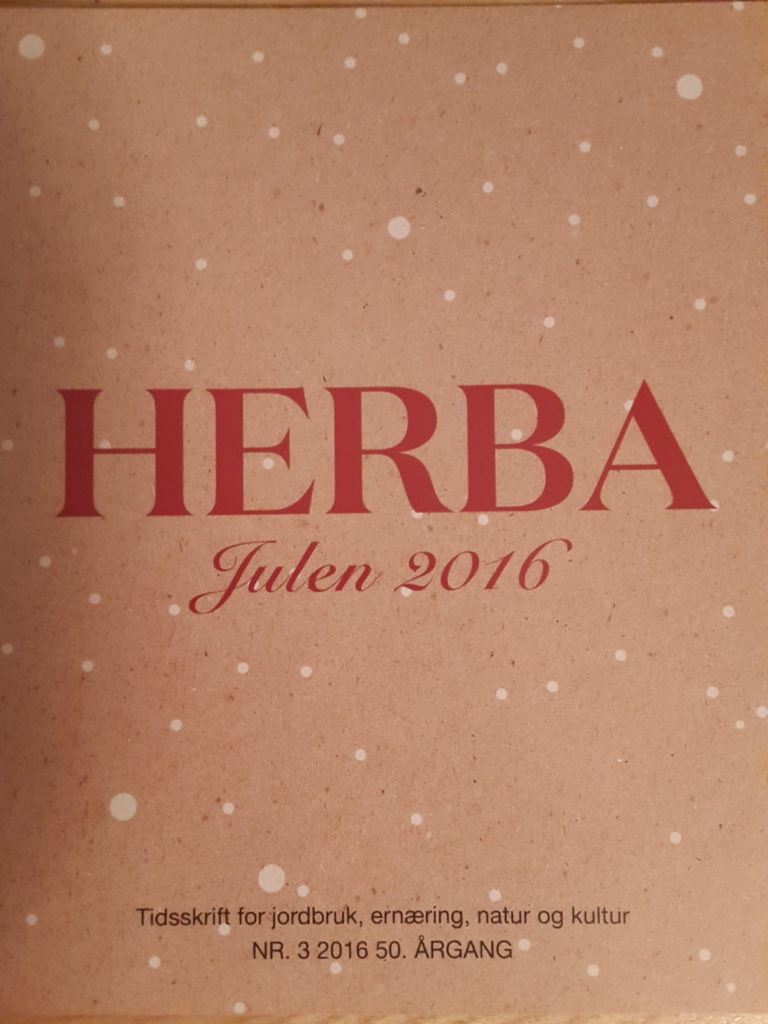 HERBA
Julen 2016
Tidsskrift for jordbruk, ernæring, natur og kultur
NR. 3 2016 50. ÅRGANG